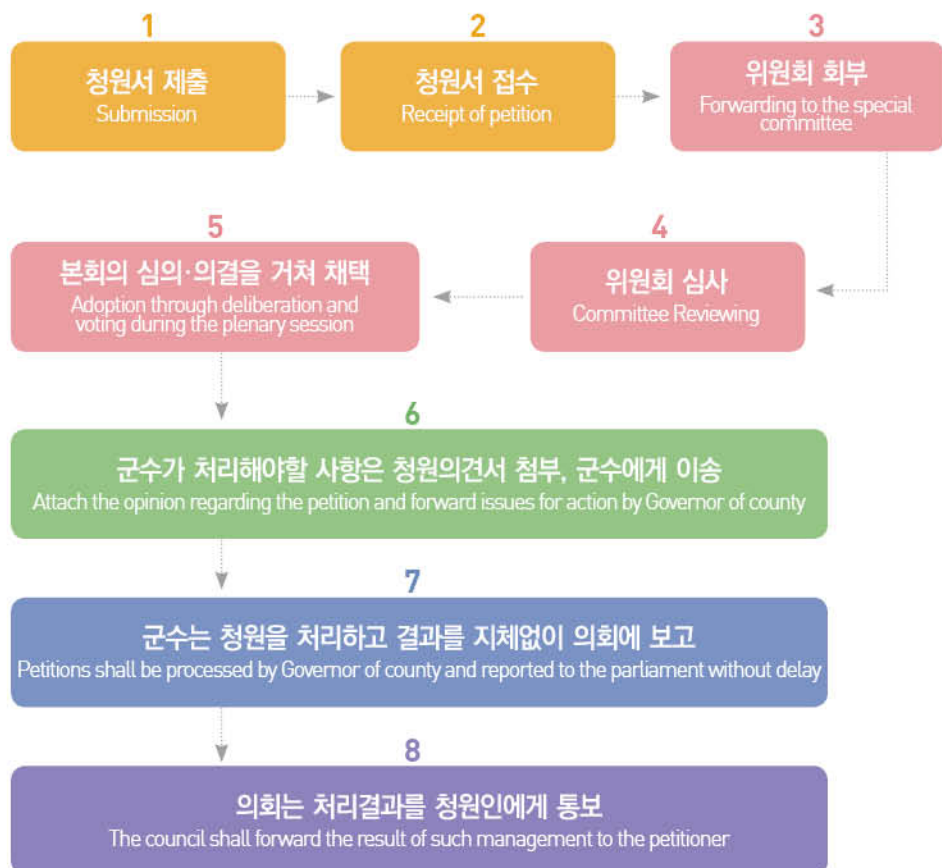 1
청원서 제출
Submission
2
청원서 접수
Receipt of petition
3
위원회 회부
Forwarding to the special
committee
4
위원회 심사
Committee Reviewing
5
본회의 심의·의결을 거쳐 채택
Adoption through deliberation and
voting during the plenary session
6
군수가 처리해야할 사항은 청원의견서 첨부, 군수에게 이송
Attach the opinion regarding the petition and forward issues for action by Governor of county
7
군수는 청원을 처리하고 결과를 지체없이 의회에 보고
Petitions shall be processed by Governor of county and reported to the parliament without delay
8
의회는 처리결과를 청원인에게 통보
The council shall forward the result of such management to the petitioner